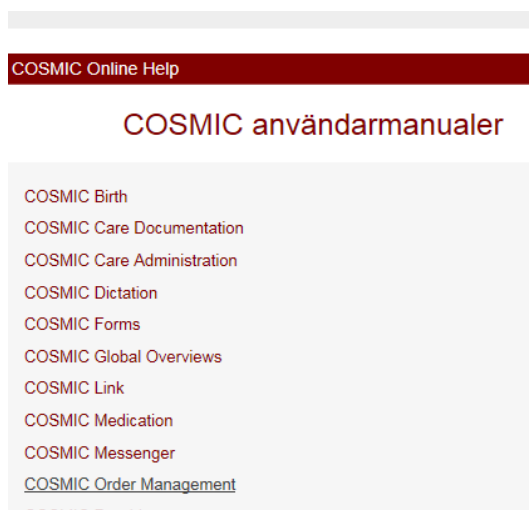 COSMIC Online Help
COSMIC användarmanualer
COSMIC Birth
COSMIC Care Documentation
COSMIC Care Administration
COSMIC Dictation
COSMIC Forms
COSMIC Global Overviews
COSMIC Link
COSMIC Medication
COSMIC Messenger
COSMIC Order Management